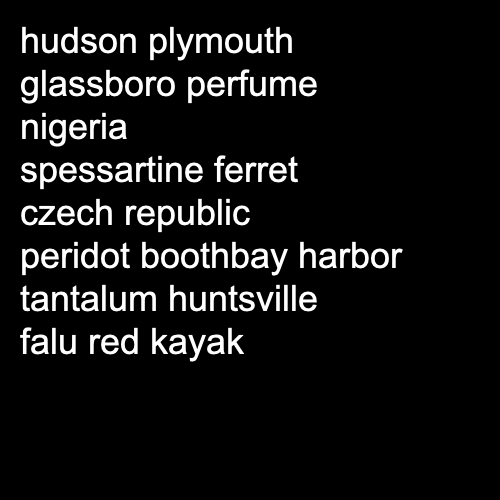 hudson plymouth
glassboro perfume
nigeria
spessartine ferret
czech republic
peridot boothbay harbor
tantalum huntsville
falu red kayak